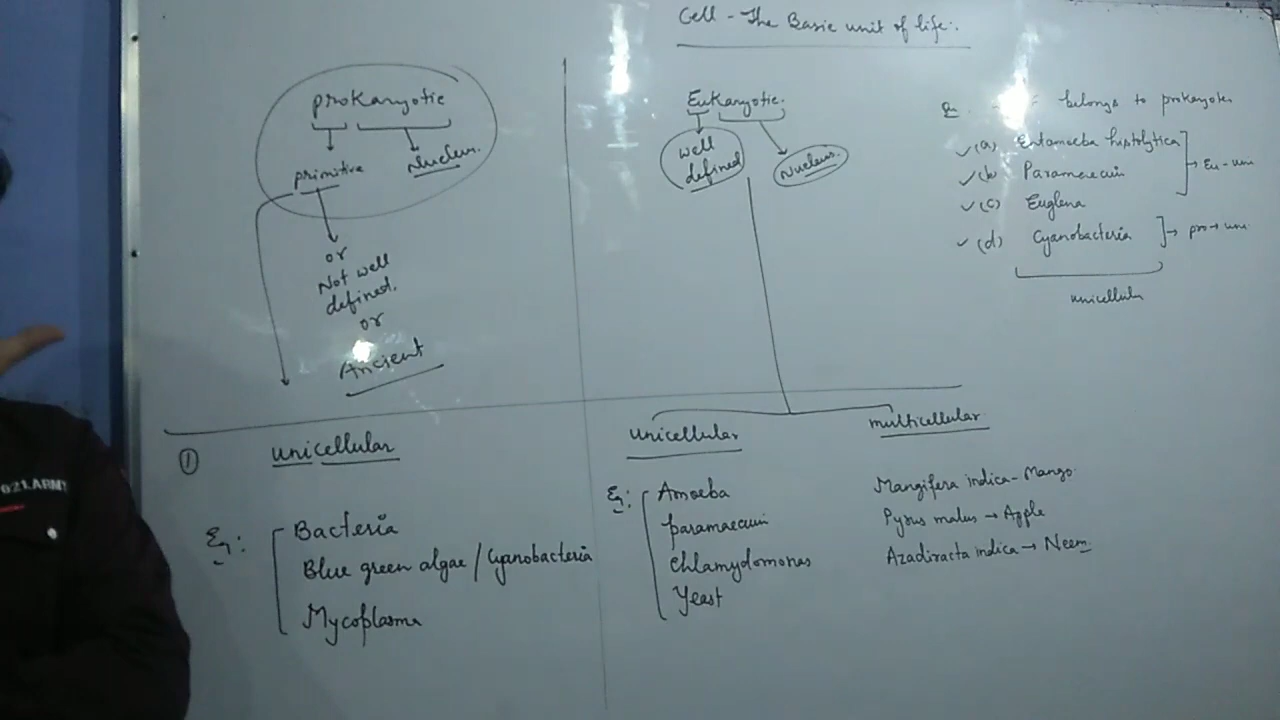 Cell - The Basic unit of life.
prokaryotic
primitive
Nucleus.
or
Not well
defined.
or
Ancient
Eukaryotic.
well
defined
Nucleus
belongs to prokaryotes
(a) Entamoeba histolytica
(b) Paramaecium
(c) Euglena
(d) Cyanobacteria
unicellular
① unicellular
Eg: Bacteria
Blue green algae / Cyanobacteria
Mycoplasma
unicellular
Eg: Amoeba
paramaecium
chlamydomonas
Yeast
multicellular
Mangifera indica - Mango
Pyrus malus → Apple
Azadiracta indica → Neem